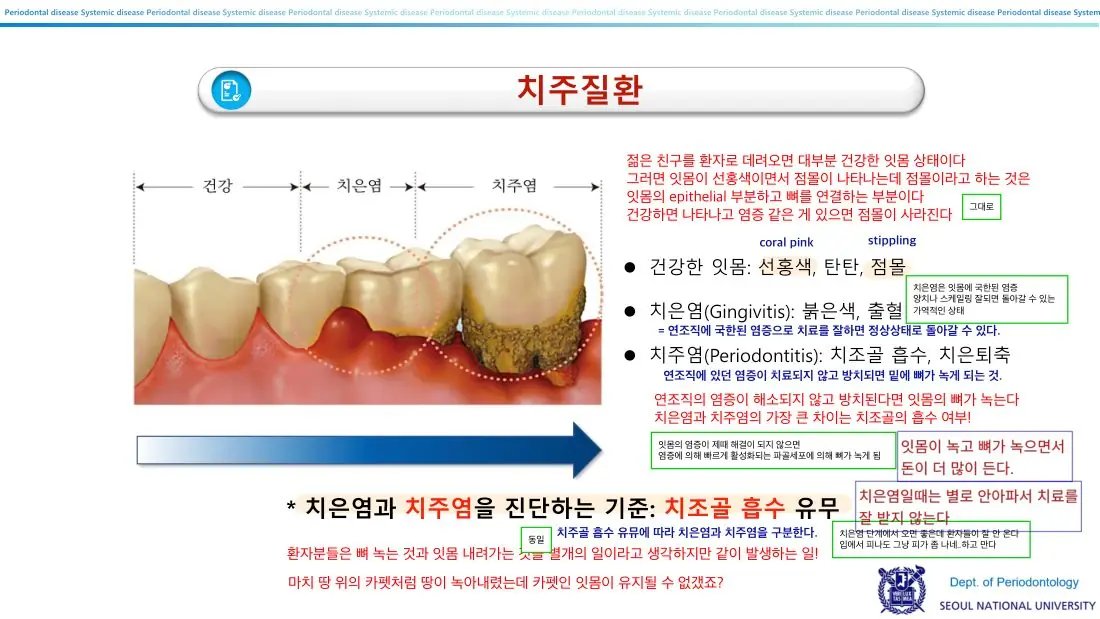 Periodontal disease Systemic disease Periodontal disease Systemic disease Periodontal disease Systemic disease Periodontal disease Systemic disease Periodontal disease Systemic disease Periodontal disease Systemic disease Periodontal disease Systemic disease Periodontal disease System
치주질환
건강
치은염
치주염
젊은 친구를 환자로 데려오면 대부분 건강한 잇몸 상태이다
그러면 잇몸이 선홍색이면서 점몰이 나타나는데 점몰이라고 하는 것은
잇몸의 epithelial 부분하고 뼈를 연결하는 부분이다
건강하면 나타나고 염증 같은 게 있으면 점몰이 사라진다
그대로
coral pink
stippling
● 건강한 잇몸: 선홍색, 탄탄, 점몰
치은염은 잇몸에 국한된 염증
양치나 스케일링 잘되면 돌아갈 수 있는
가역적인 상태
● 치은염(Gingivitis): 붉은색, 출혈
= 연조직에 국한된 염증으로 치료를 잘하면 정상상태로 돌아갈 수 있다.
● 치주염(Periodontitis): 치조골 흡수, 치은퇴축
연조직에 있던 염증이 치료되지 않고 방치되면 밑에 뼈가 녹게 되는 것.
연조직의 염증이 해소되지 않고 방치된다면 잇몸의 뼈가 녹는다
치은염과 치주염의 가장 큰 차이는 치조골의 흡수 여부!
잇몸의 염증이 제때 해결이 되지 않으면
염증에 의해 빠르게 활성화되는 파골세포에 의해 뼈가 녹게 됨
잇몸이 녹고 뼈가 녹으면서
돈이 더 많이 든다.
치은염일때는 별로 안아파서 치료를
잘 받지 않는다
* 치은염과 치주염을 진단하는 기준: 치조골 흡수 유무
치주골 흡수 유뮤에 따라 치은염과 치주염을 구분한다.
치은염 단계에서 오면 좋은데 환자들이 잘 안 온다
입에서 피나도 그냥 피가 좀 나네..하고 만다
동일
환자분들은 뼈 녹는 것과 잇몸 내려가는 것을 별개의 일이라고 생각하지만 같이 발생하는 일!
마치 땅 위의 카펫처럼 땅이 녹아내렸는데 카펫인 잇몸이 유지될 수 없겠죠?
Dept. of Periodontology
SEOUL NATIONAL UNIVERSITY